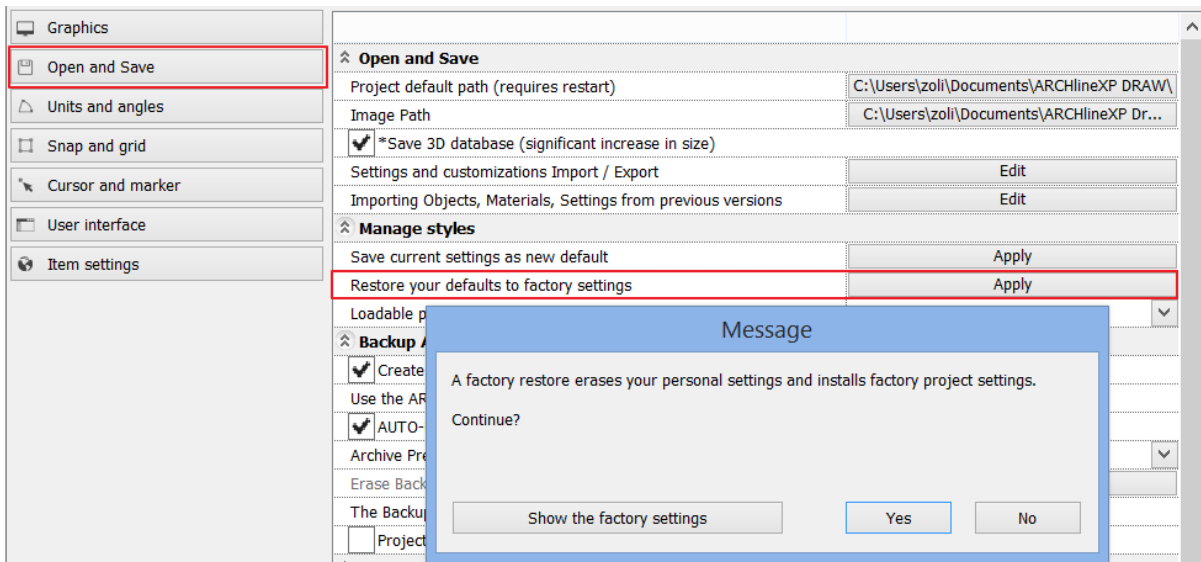 Graphics
Open and Save
Units and angles
Snap and grid
Cursor and marker
User interface
Item settings
Open and Save
Project default path (requires restart) C:\Users\zoli\Documents\ARCHlineXP DRAW\
Image Path C:\Users\zoli\Documents\ARCHlineXP Dr...
*Save 3D database (significant increase in size)
Settings and customizations Import / Export Edit
Importing Objects, Materials, Settings from previous versions Edit
Manage styles
Save current settings as new default Apply
Restore your defaults to factory settings Apply
Loadable
Backup
Create
Use the
AUTO-
Archive
Erase
The
Project
Message
A factory restore erases your personal settings and installs factory project settings.
Continue?
Show the factory settings Yes No